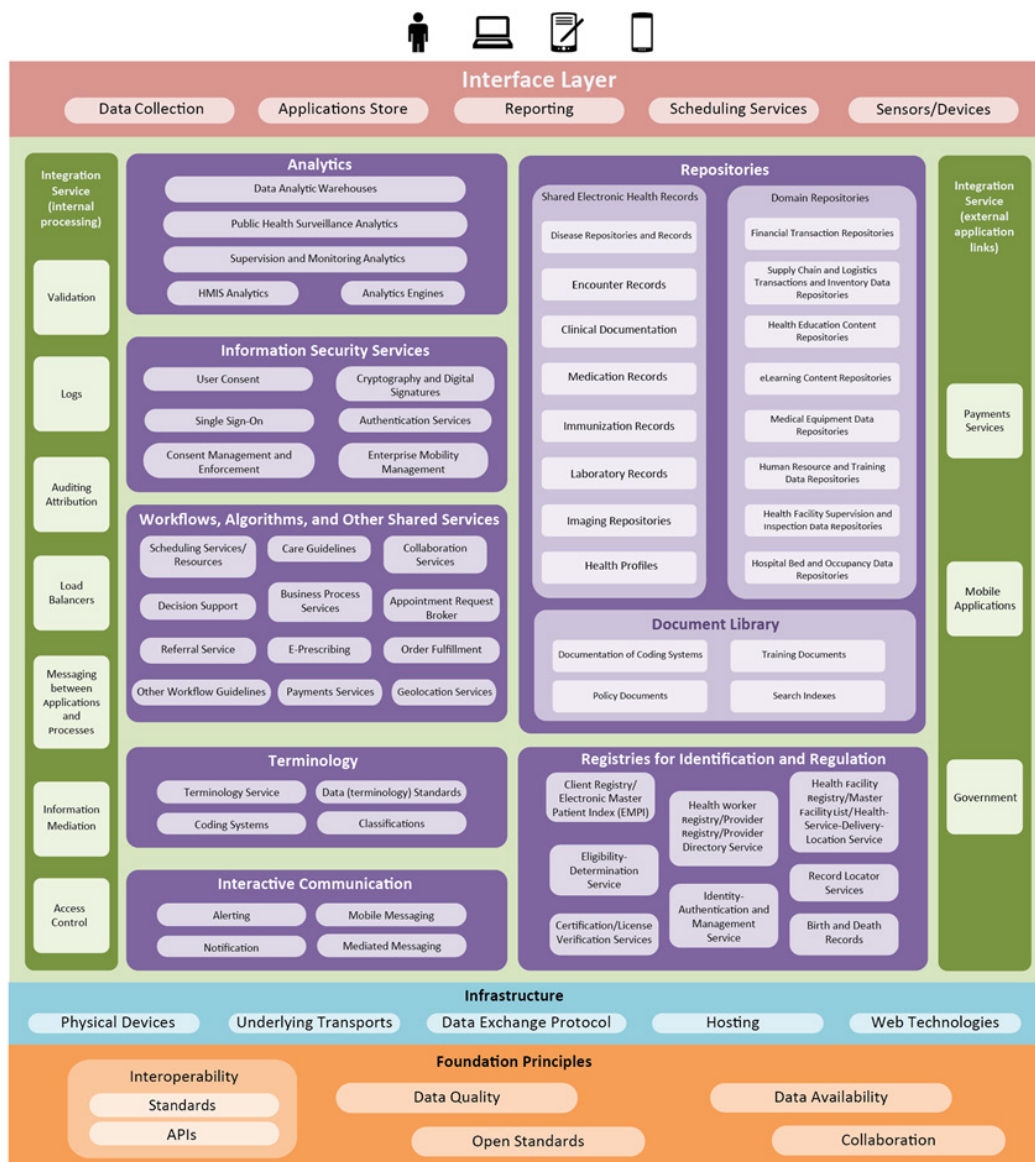 Interface Layer
Data Collection
Applications Store
Reporting
Scheduling Services
Sensors/Devices
Integration
Service
(internal
processing)
Validation
Logs
Auditing
Attribution
Load
Balancers
Messaging
between
Applications
and
Processes
Information
Mediation
Access
Control
Analytics
Data Analytic Warehouses
Public Health Surveillance Analytics
Supervision and Monitoring Analytics
HMIS Analytics
Analytics Engines
Information Security Services
User Consent
Cryptography and Digital
Signatures
Single Sign-On
Authentication Services
Consent Management and
Enforcement
Enterprise Mobility
Management
Workflows, Algorithms, and Other Shared Services
Scheduling Services/
Resources
Care Guidelines
Collaboration
Services
Decision Support
Business Process
Services
Appointment Request
Broker
Referral Service
E-Prescribing
Order Fulfillment
Other Workflow Guidelines
Payments Services
Geolocation Services
Terminology
Terminology Service
Data (terminology) Standards
Coding Systems
Classifications
Interactive Communication
Alerting
Mobile Messaging
Notification
Mediated Messaging
Repositories
Shared Electronic Health Records
Disease Repositories and Records
Encounter Records
Clinical Documentation
Medication Records
Immunization Records
Laboratory Records
Imaging Repositories
Health Profiles
Domain Repositories
Financial Transaction Repositories
Supply Chain and Logistics
Transactions and Inventory Data
Repositories
Health Education Content
Repositories
eLearning Content Repositories
Medical Equipment Data
Repositories
Human Resource and Training
Data Repositories
Health Facility Supervision and
Inspection Data Repositories
Hospital Bed and Occupancy Data
Repositories
Document Library
Documentation of Coding Systems
Training Documents
Policy Documents
Search Indexes
Registries for Identification and Regulation
Client Registry/
Electronic Master
Patient Index (EMPI)
Health Worker
Registry/Provider
Registry/Provider
Directory Service
Health Facility
Registry/Master
Facility List/Health-
Service-Delivery-
Location Service
Eligibility-
Determination
Service
Record Locator
Services
Certification/License
Verification Services
Identity-
Authentication and
Management
Service
Birth and Death
Records
Integration
Service
(external
application
links)
Payments
Services
Mobile
Applications
Government
Infrastructure
Physical Devices
Underlying Transports
Data Exchange Protocol
Hosting
Web Technologies
Foundation Principles
Interoperability
Standards
APIs
Data Quality
Open Standards
Data Availability
Collaboration